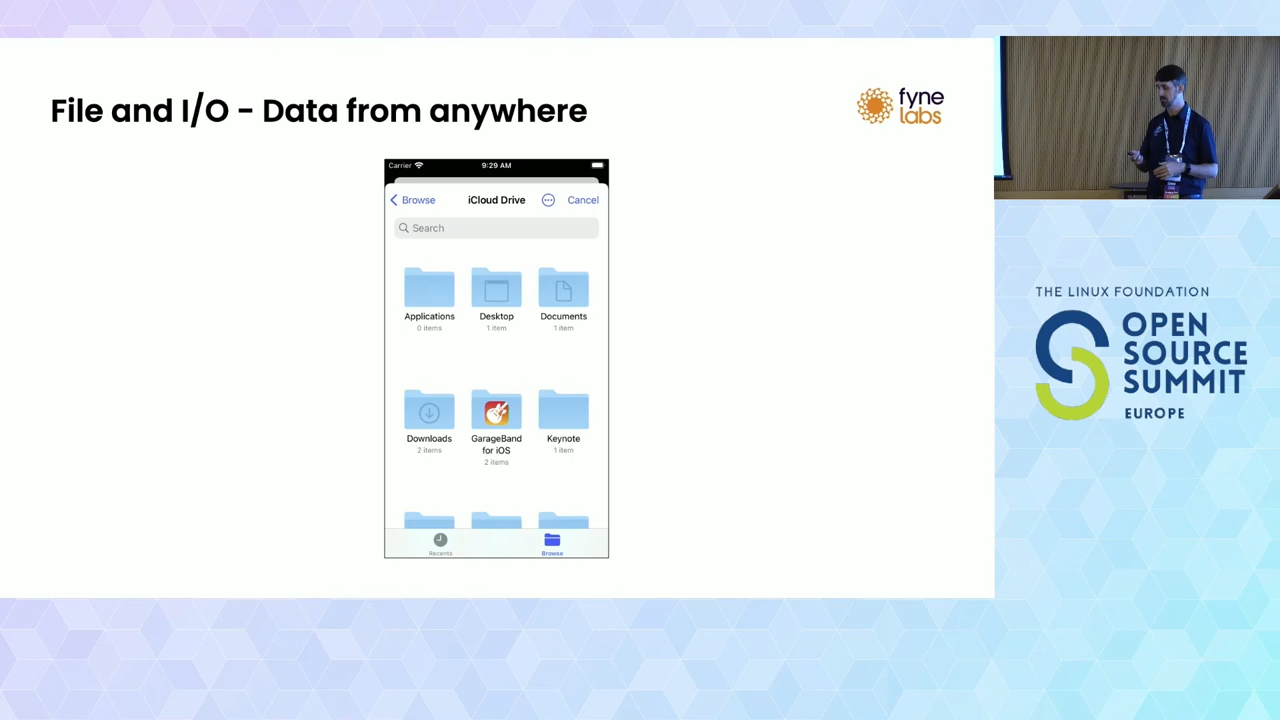 File and I/O - Data from anywhere
fyne
labs
Carrier
9:29 AM
Browse
iCloud Drive
Cancel
Search
Applications
0 items
Desktop
1 item
Documents
1 item
Downloads
2 items
GarageBand
for iOS
2 items
Keynote
1 item
Recents
Browse
THE LINUX FOUNDATION
OPEN
SOURCE
SUMMIT
EUROPE